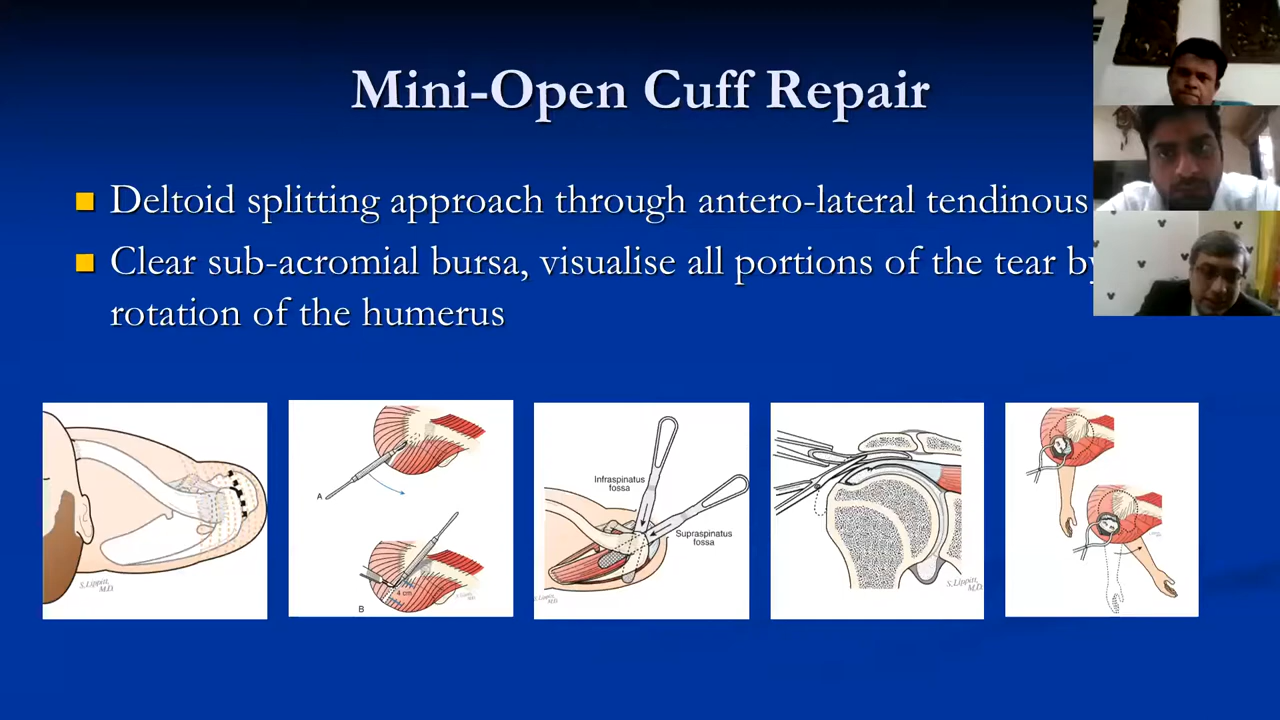 Mini-Open Cuff Repair
Deltoid splitting approach through antero-lateral tendinous
Clear sub-acromial bursa, visualise all portions of the tear by
rotation of the humerus
A
B
4 cm
Infraspinatus
fossa
Supraspinatus
fossa
S.Lippitt,
M.D.
S.Lippitt,
M.D.
S.Lippitt,
M.D.